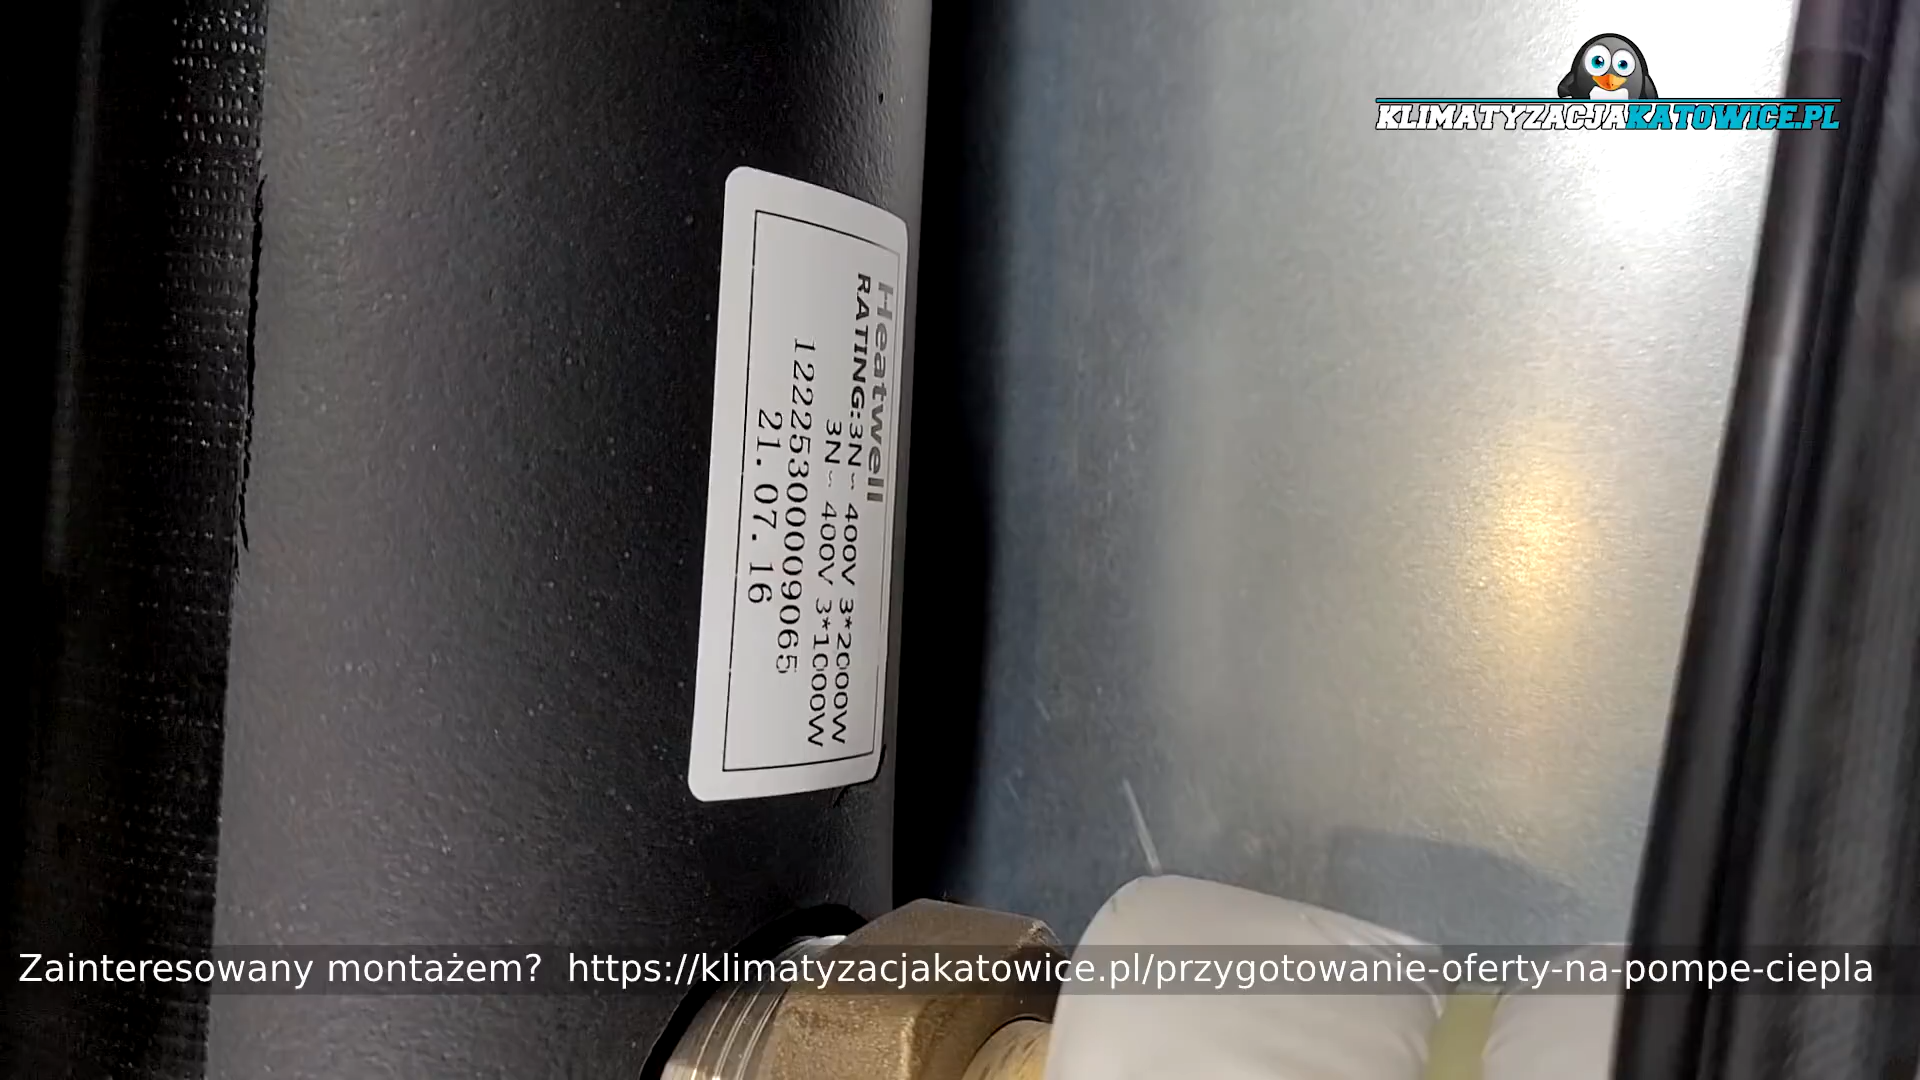 KLIMATYZACJAKATOWICE.PL
Heatwell
RATING:3N~ 400V 3*2000W
3N~ 400V 3*1000W
12225300009065
21.07.16
Zainteresowany montażem? https://klimatyzacjakatowice.pl/przygotowanie-oferty-na-pompe-ciepla